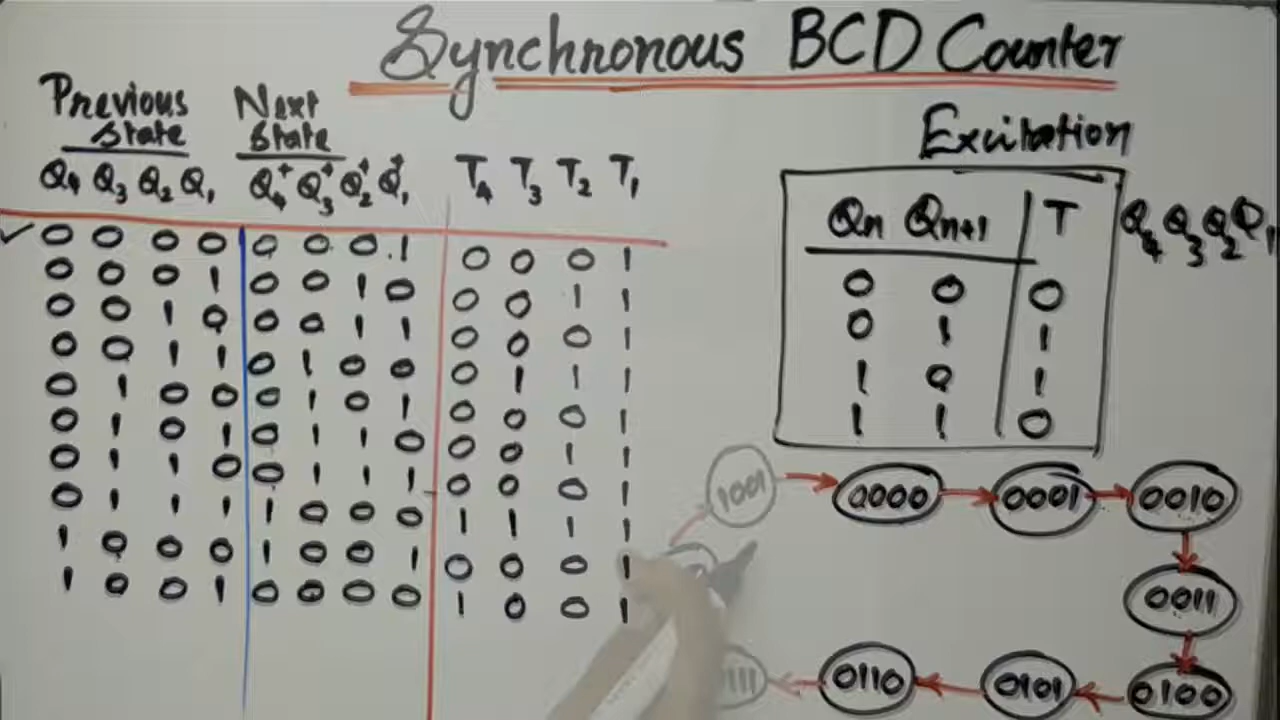 Synchronous BCD Counter
Previous State Next State
Q4 Q3 Q2 Q1 Q4+ Q3+ Q2+ Q1+ T4 T3 T2 T1
✓ 0 0 0 0 0 0 0 1 0 0 0 1
0 0 0 1 0 0 1 0 0 0 1 1
0 0 1 0 0 0 1 1 0 0 0 1
0 0 1 1 0 1 0 0 0 1 1 1
0 1 0 0 0 1 0 1 0 0 0 1
0 1 0 1 0 1 1 0 0 0 1 1
0 1 1 0 0 1 1 1 0 0 0 1
0 1 1 1 1 0 0 0 1 1 1 1
1 0 0 0 1 0 0 1 0 0 0 1
1 0 0 1 0 0 0 0 1 0 0 1
Excitation
Qn Qn+1 T
0 0 0
0 1 1
1 0 1
1 1 0
Q4 Q3 Q2 Q1
1001 0000 0001 0010
0011
0110 0101 0100